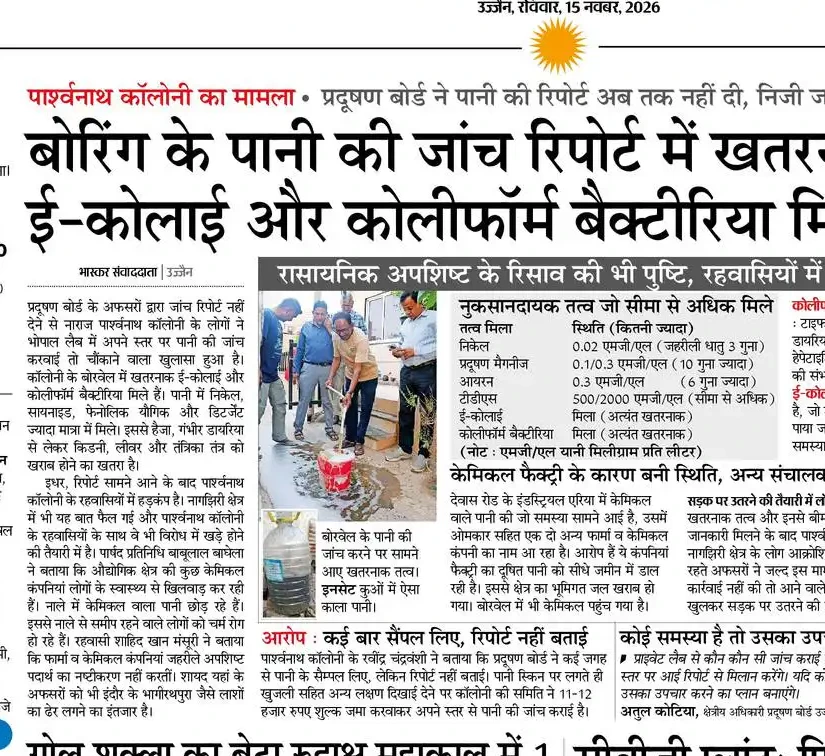 उज्जैन, रविवार, 15 नवंबर, 2026
पार्श्वनाथ कॉलोनी का मामला • प्रदूषण बोर्ड ने पानी की रिपोर्ट अब तक नहीं दी, निजी
बोरिंग के पानी की जांच रिपोर्ट में
ई-कोलाई और कोलीफॉर्म बैक्टीरिया
भास्कर संवाददाता | उज्जैन
प्रदूषण बोर्ड के अफसरों द्वारा जांच रिपोर्ट नहीं
देने से नाराज पार्श्वनाथ कॉलोनी के लोगों ने
भोपाल लैब में अपने स्तर पर पानी की जांच
करवाई तो चौंकाने वाला खुलासा हुआ है।
कॉलोनी के बोरवेल में खतरनाक ई-कोलाई और
कोलीफॉर्म बैक्टीरिया मिले हैं। पानी में निकेल,
सायनाइड, फेनोलिक यौगिक और डिटर्जेंट
ज्यादा मात्रा में मिले। इससे हैजा, गंभीर डायरिया
से लेकर किडनी, लीवर और तंत्रिका तंत्र को
खराब होने का खतरा है।
इधर, रिपोर्ट सामने आने के बाद पार्श्वनाथ
कॉलोनी के रहवासियों में हड़कंप है। नागझिरी क्षेत्र
में भी यह बात फैल गई और पार्श्वनाथ कॉलोनी
के रहवासियों के साथ वे भी विरोध में खड़े होने
की तैयारी में है। पार्षद प्रतिनिधि बाबूलाल बाघेला
ने बताया कि औद्योगिक क्षेत्र की कुछ केमिकल
कंपनियां लोगों के स्वास्थ्य से खिलवाड़ कर रही
हैं। नाले में केमिकल वाला पानी छोड़ रहे हैं।
इससे नाले से समीप रहने वाले लोगों को चर्म रोग
हो रहे हैं। रहवासी शाहिद खान मंसूरी ने बताया
कि फार्मा व केमिकल कंपनियां जहरीले अपशिष्ट
पदार्थ का नष्टीकरण नहीं करतीं। शायद यहां के
अफसरों को भी इंदौर के भागीरथपुरा जैसे लाशों
का ढेर लगने का इंतजार है।
रासायनिक अपशिष्ट के रिसाव की भी पुष्टि, रहवासियों में
बोरवेल के पानी की
जांच करने पर सामने
आए खतरनाक तत्व।
इनसेट कुओं में ऐसा
काला पानी।
नुकसानदायक तत्व जो सीमा से अधिक मिले
तत्व मिला स्थिति (कितनी ज्यादा)
निकेल 0.02 एमजी/एल (जहरीली धातु 3 गुना)
प्रदूषण मैगनीज 0.1/0.3 एमजी/एल (10 गुना ज्यादा)
आयरन 0.3 एमजी/एल (6 गुना ज्यादा)
टीडीएस 500/2000 एमजी/एल (सीमा से अधिक)
ई-कोलाई मिला (अत्यंत खतरनाक)
कोलीफॉर्म बैक्टीरिया मिला (अत्यंत खतरनाक)
(नोट : एमजी/एल यानी मिलीग्राम प्रति लीटर)
केमिकल फैक्ट्री के कारण बनी स्थिति, अन्य
देवास रोड के इंडस्ट्रियल एरिया में केमिकल
वाले पानी की जो समस्या सामने आई है, उसमें
ओमकार सहित एक दो अन्य फार्मा व केमिकल
कंपनी का नाम आ रहा है। आरोप हैं ये कंपनियां
फैक्ट्री का दूषित पानी को सीधे जमीन में डाल
रही है। इससे क्षेत्र का भूमिगत जल खराब हो
गया। बोरवेल में भी केमिकल पहुंच गया है।
सड़क पर उतरने की तैयारी में
खतरनाक तत्व और इनसे
जानकारी मिलने के बाद
नागझिरी क्षेत्र के लोग
रहते अफसरों ने जल्द इस
कार्रवाई नहीं की तो आने
खुलकर सड़क पर उतरने की
: टाइफ
है, जो
पाया
समस्या
आरोप : कई बार सैंपल लिए, रिपोर्ट नहीं बताई
पार्श्वनाथ कॉलोनी के रवींद्र चंद्रवंशी ने बताया कि प्रदूषण बोर्ड ने कई जगह
से पानी के सैम्पल लिए, लेकिन रिपोर्ट नहीं बताई। पानी स्किन पर लगते ही
खुजली सहित अन्य लक्षण दिखाई देने पर कॉलोनी की समिति ने 11-12
हजार रुपए शुल्क जमा करवाकर अपने स्तर से पानी की जांच कराई है।
कोई समस्या है तो उसका
प्राइवेट लैब से कौन कौन सी जांच कराई
स्तर पर आई रिपोर्ट से मिलान करेंगे। यदि
उसका उपचार करने का प्लान बनाएंगे।
अतुल कोटिया, क्षेत्रीय अधिकारी प्रदूषण बोर्ड